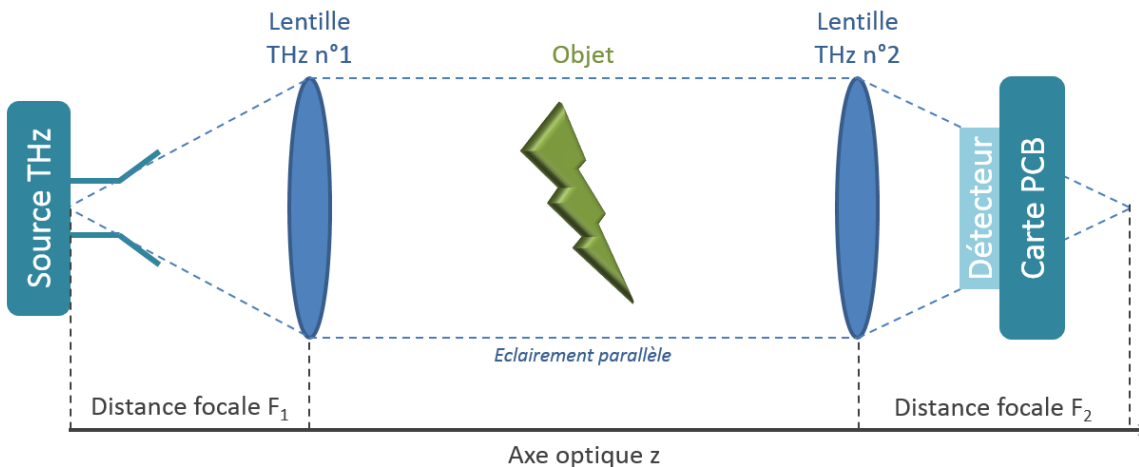 Lentille
THz n°1
Objet
Lentille
THz n°2
Source THz
Détecteur
Carte PCB
Eclairement parallèle
Distance focale F₁
Distance focale F₂
Axe optique z